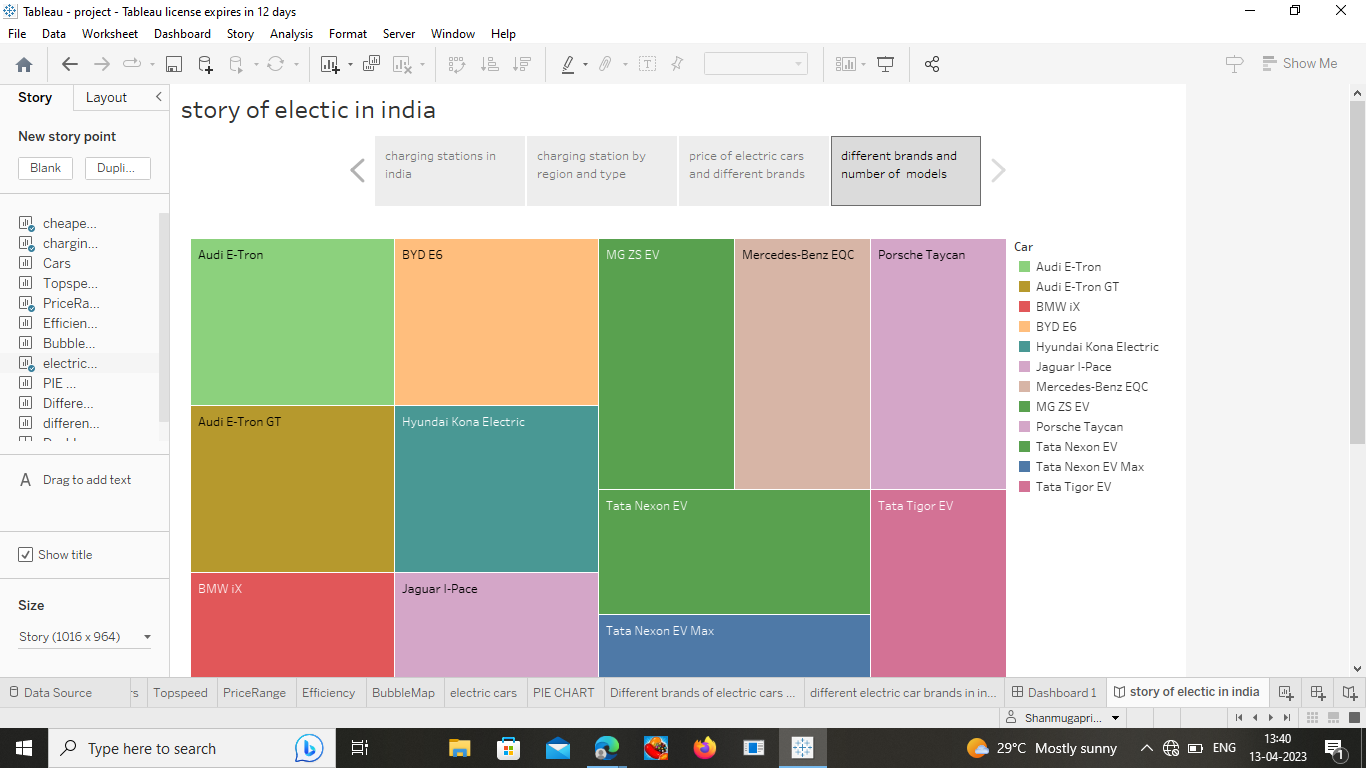 Tableau - project - Tableau license expires in 12 days
File Data Worksheet Dashboard Story Analysis Format Server Window Help
Show Me
Story Layout
New story point
Blank Dupli...
cheape...
chargin...
Cars
Topspe...
PriceRa...
Efficien...
Bubble...
electric...
PIE ...
Differe...
differen...
A Drag to add text
Show title
Size
Story (1016 x 964)
story of electic in india
charging stations in
india
charging station by
region and type
price of electric cars
and different brands
different brands and
number of models
Audi E-Tron
BYD E6
MG ZS EV
Mercedes-Benz EQC
Porsche Taycan
Audi E-Tron GT
Hyundai Kona Electric
Tata Nexon EV
Tata Tigor EV
BMW iX
Jaguar I-Pace
Tata Nexon EV Max
Car
Audi E-Tron
Audi E-Tron GT
BMW iX
BYD E6
Hyundai Kona Electric
Jaguar I-Pace
Mercedes-Benz EQC
MG ZS EV
Porsche Taycan
Tata Nexon EV
Tata Nexon EV Max
Tata Tigor EV
Data Source Topspeed PriceRange Efficiency BubbleMap electric cars PIE CHART Different brands of electric cars ... different electric car brands in in... Dashboard 1 story of electic in india
Shanmugapri...
Type here to search
29°C Mostly sunny
ENG
13:40
13-04-2023
1